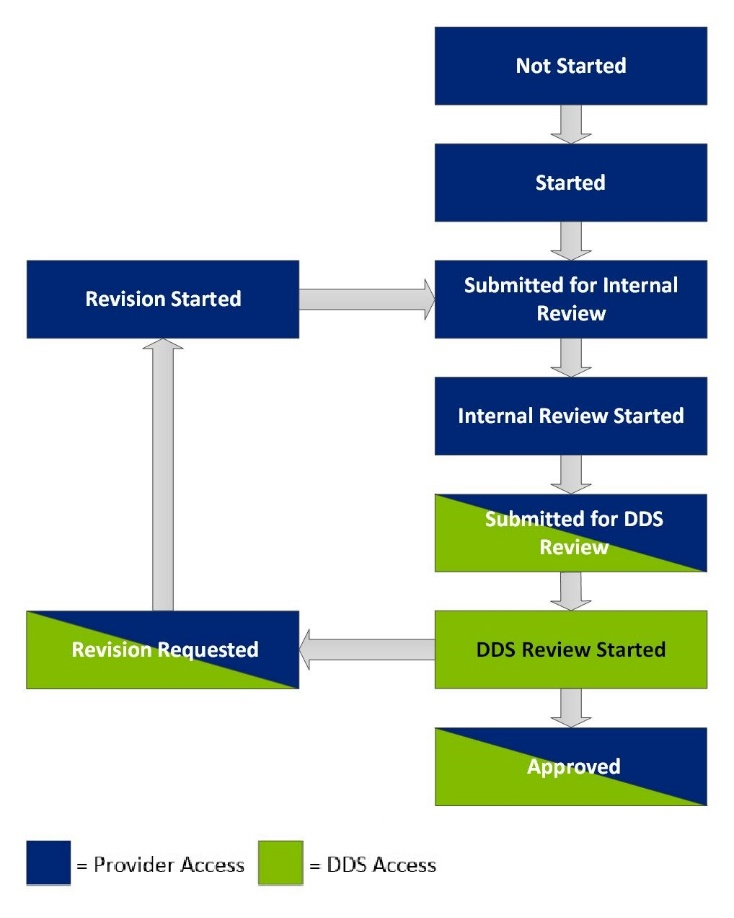 Not Started
Started
Revision Started
Submitted for Internal
Review
Internal Review Started
Submitted for DDS
Review
Revision Requested
DDS Review Started
Approved
= Provider Access
= DDS Access